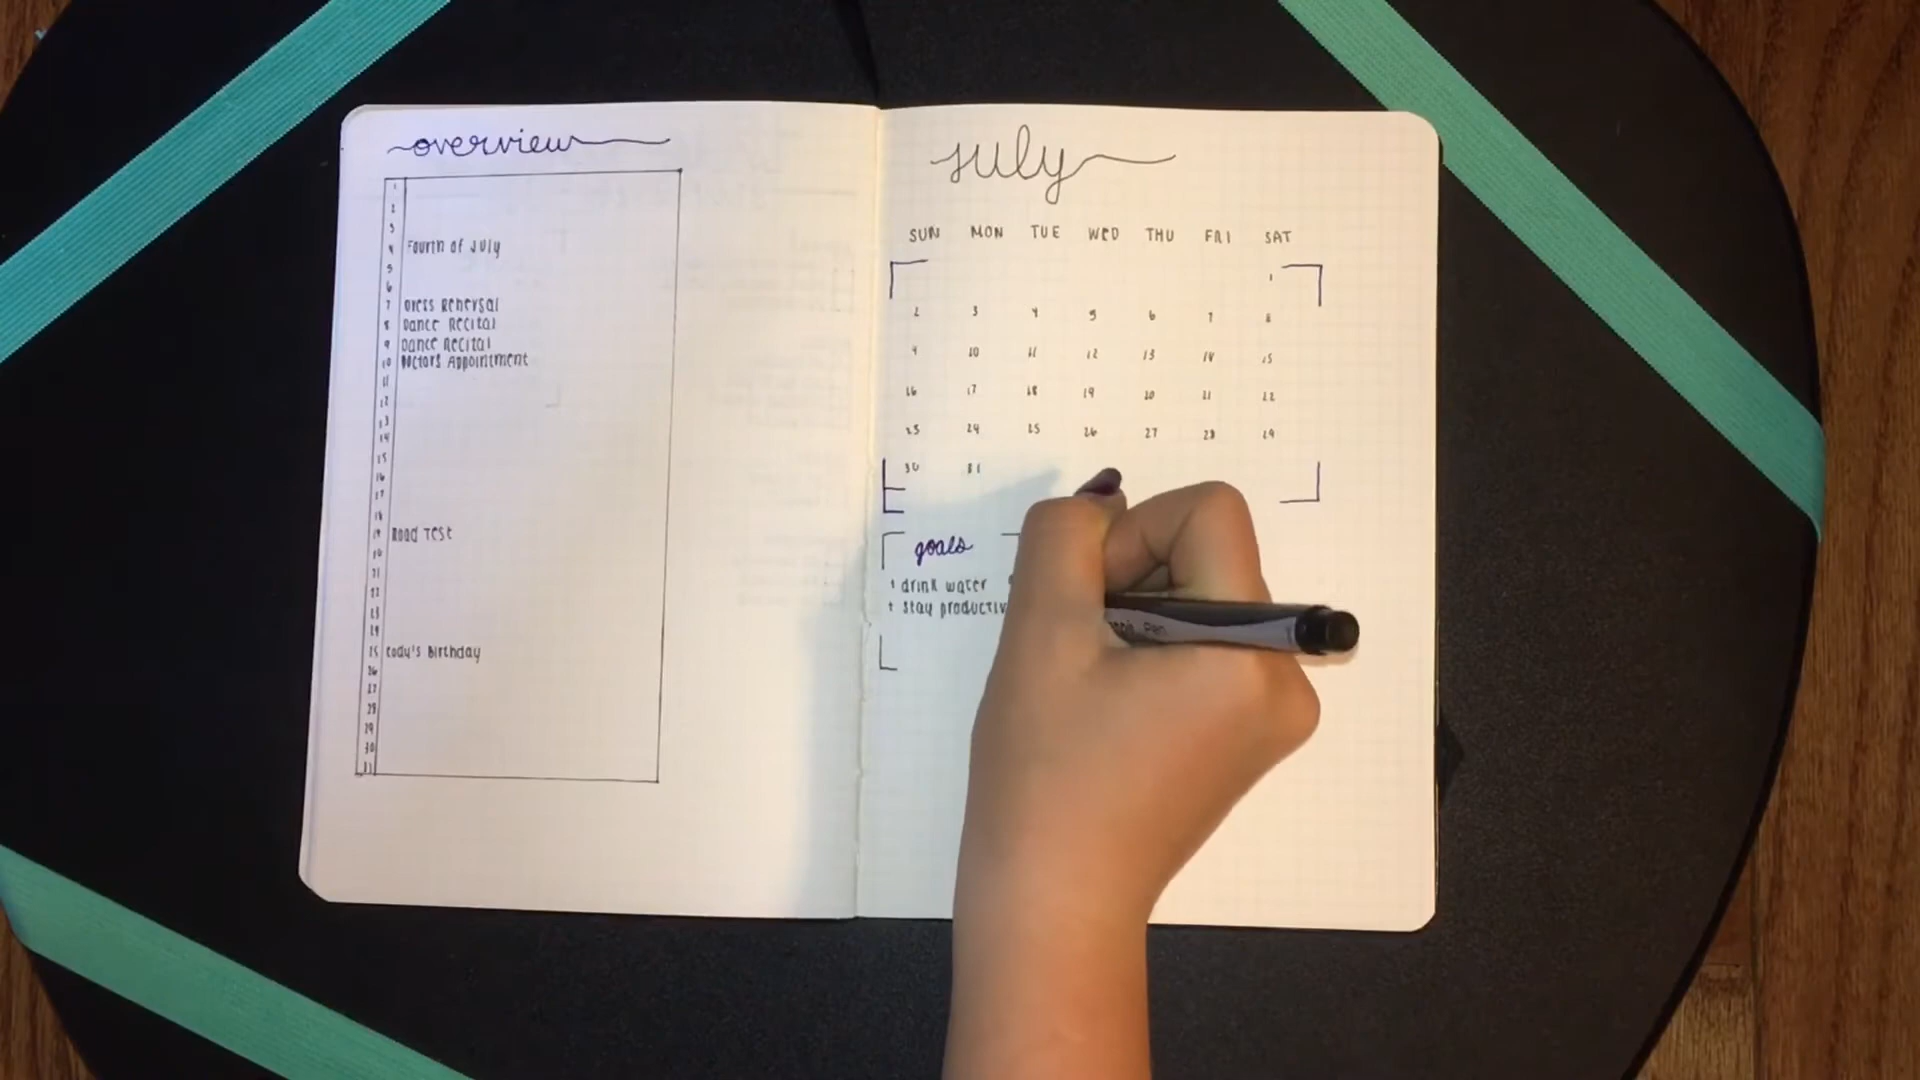 overview
1
2
3
4 Fourth of July
5
6
7 Dress Rehersal
8 Dance Recital
9 Dance Recital
10 Doctors Appointment
11
12
13
14
15
16
17
18
19 Road Test
20
21
22
23
24
25 Cody's Birthday
26
27
28
29
30
31
July
SUN MON TUE WED THU FRI SAT
1
2 3 4 5 6 7 8
9 10 11 12 13 14 15
16 17 18 19 20 21 22
23 24 25 26 27 28 29
30 31
goals
drink water
stay productiv
Pen